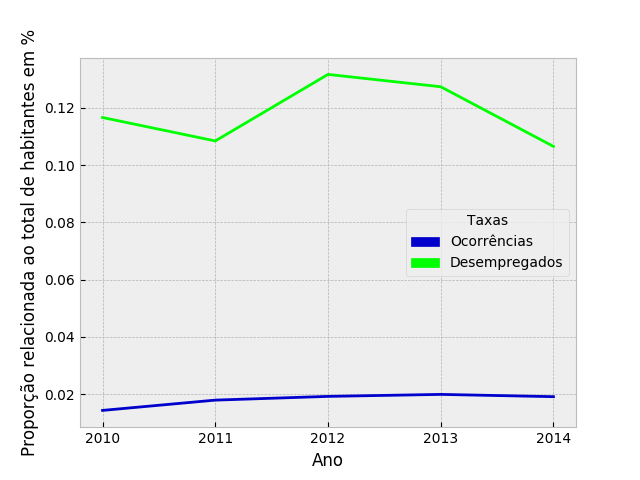 Proporção relacionada ao total de habitantes em %
0.12
0.10
0.08
0.06
0.04
0.02
Taxas
Ocorrências
Desempregados
2010 2011 2012 2013 2014
Ano